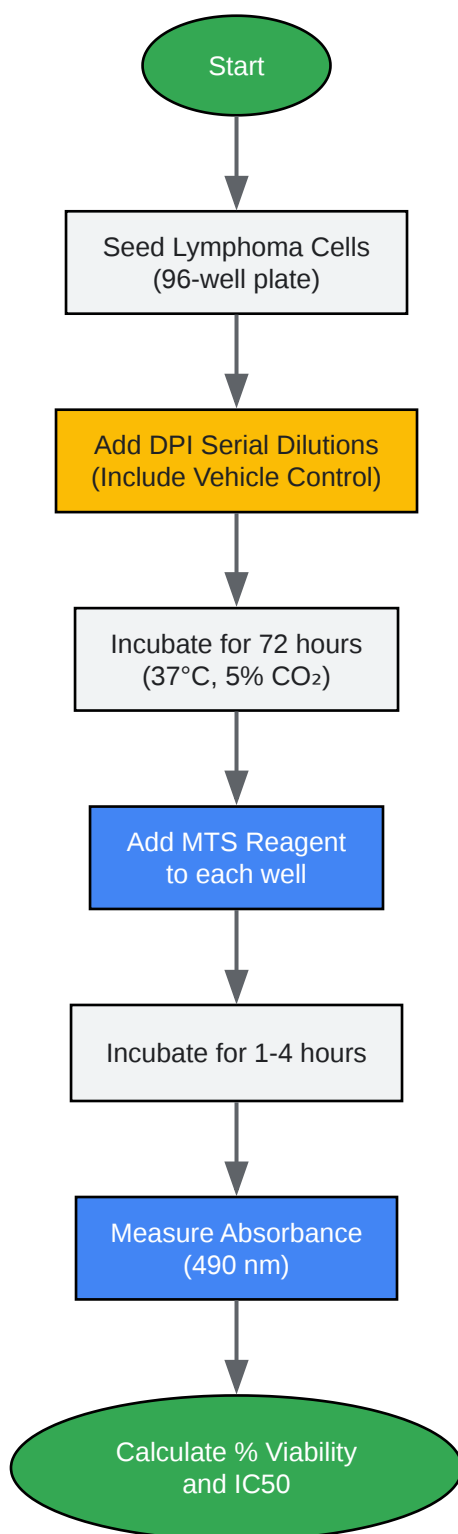 Start
Seed Lymphoma Cells
(96-well plate)
Add DPI Serial Dilutions
(Include Vehicle Control)
Incubate for 72 hours
(37°C, 5% CO₂)
Add MTS Reagent
to each well
Incubate for 1-4 hours
Measure Absorbance
(490 nm)
Calculate % Viability
and IC50